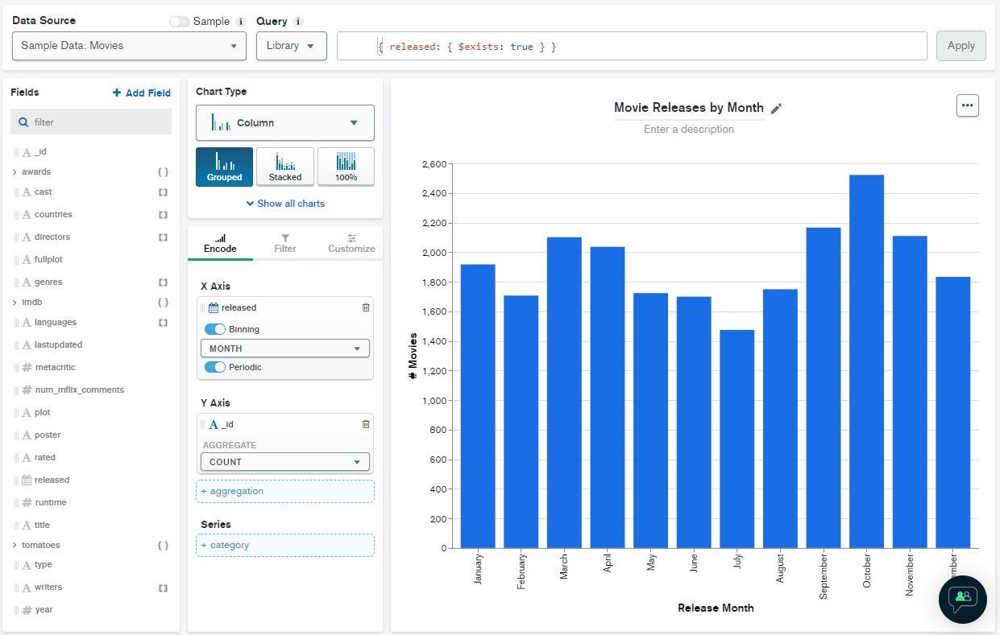 Data Source
Sample i
Query i
Sample Data: Movies
Library
{ released: { $exists: true } }
Apply
Fields
+ Add Field
filter
A _id
awards { }
A cast [ ]
A countries [ ]
A directors [ ]
A fullplot
A genres [ ]
imdb { }
A languages [ ]
A lastupdated
# metacritic
# num_mflix_comments
A plot
A poster
A rated
released
# runtime
A title
tomatoes { }
A type
A writers [ ]
# year
Chart Type
Column
Grouped
Stacked
100%
Show all charts
Encode
Filter
Customize
X Axis
released
Binning
MONTH
Periodic
Y Axis
A _id
AGGREGATE
COUNT
+ aggregation
Series
+ category
Movie Releases by Month
Enter a description
2,600
2,400
2,200
2,000
1,800
1,600
1,400
1,200
1,000
800
600
400
200
0
# Movies
January
February
March
April
May
June
July
August
September
October
November
ember
Release Month